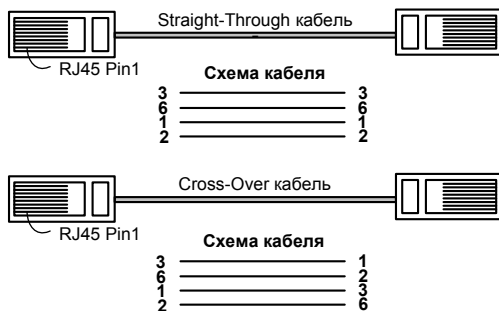 Straight-Through кабель
RJ45 Pin1
Схема кабеля
3 3
6 6
1 1
2 2
Cross-Over кабель
RJ45 Pin1
Схема кабеля
3 1
6 2
1 3
2 6